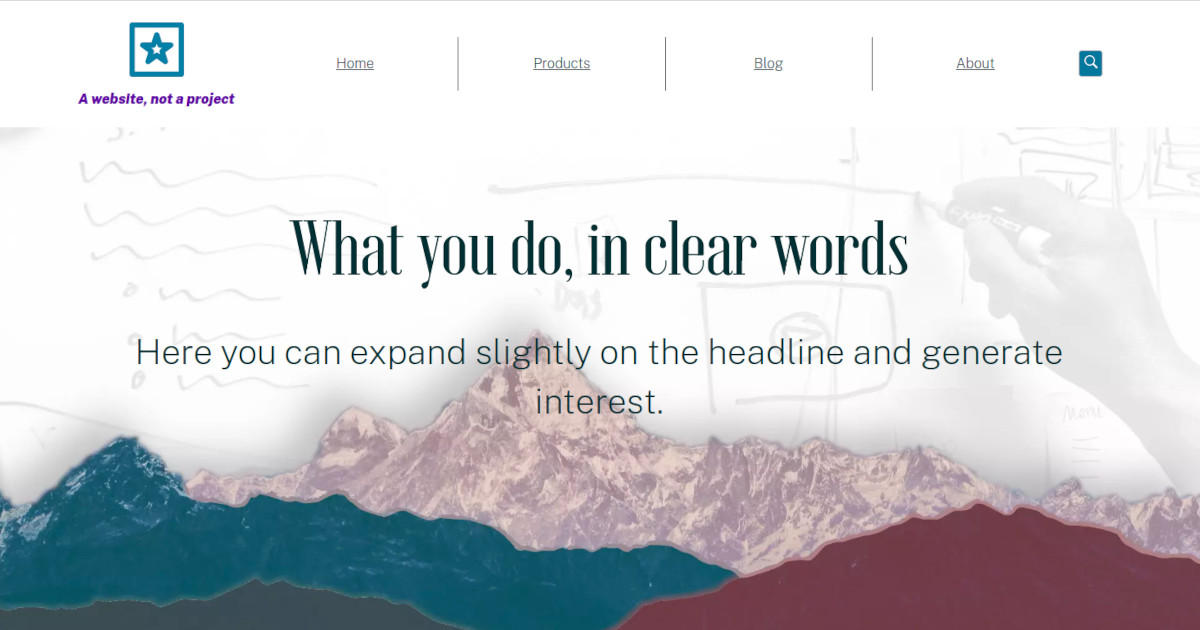 A website, not a project
Home
Products
Blog
About
What you do, in clear words
Here you can expand slightly on the headline and generate
interest.